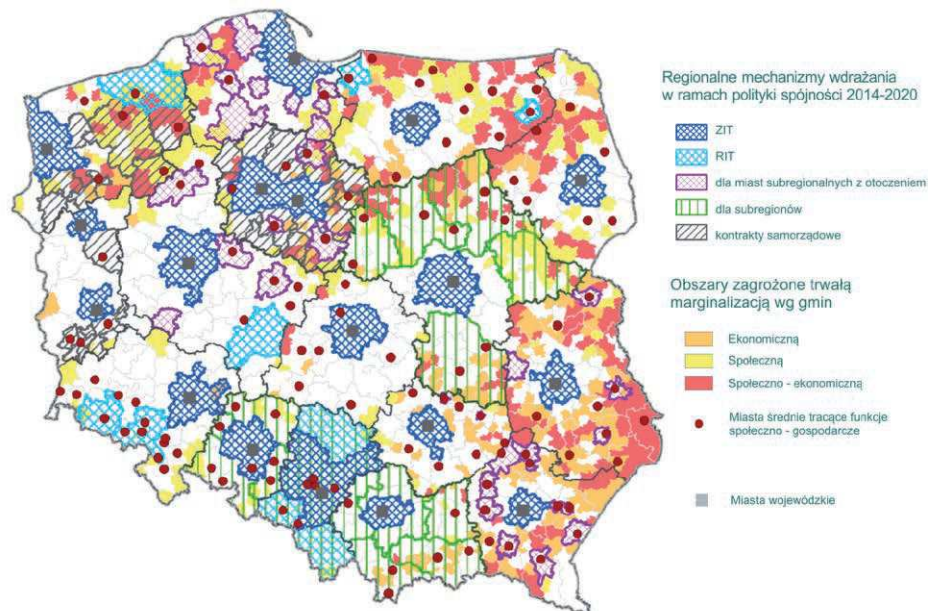 Regionalne mechanizmy wdrażania
w ramach polityki spójności 2014-2020
ZIT
RIT
dla miast subregionalnych z otoczeniem
dla subregionów
kontrakty samorządowe
Obszary zagrożone trwałą
marginalizacją wg gmin
Ekonomiczną
Społeczną
Społeczno - ekonomiczną
Miasta średnie tracące funkcje
społeczno - gospodarcze
Miasta wojewódzkie